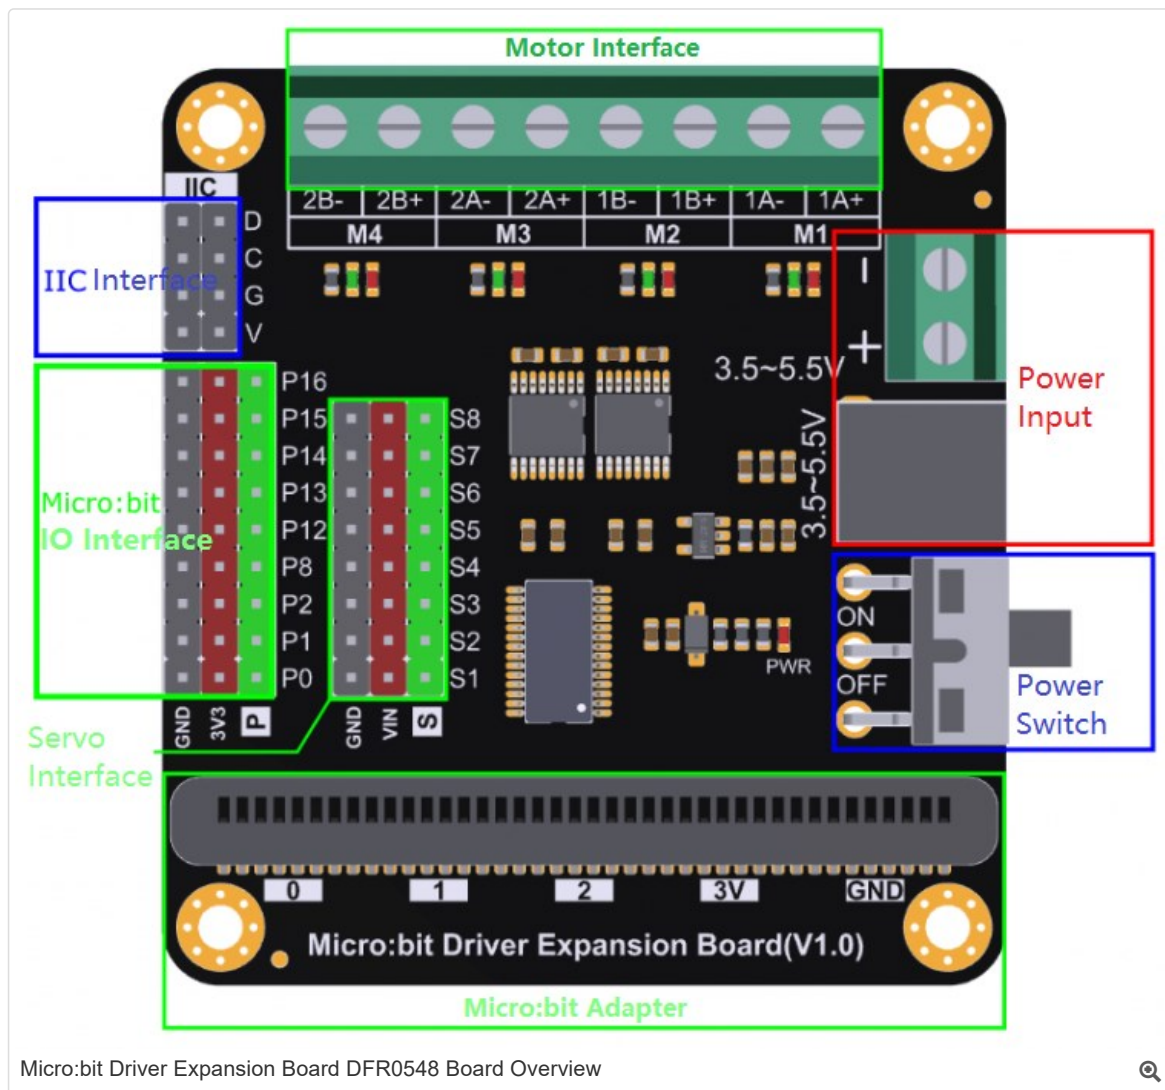 Motor Interface
IIC
2B- 2B+ 2A- 2A+ 1B- 1B+ 1A- 1A+
M4 M3 M2 M1
D
C
G
V
IIC Interface
-
+
3.5~5.5V
3.5~5.5V
Power
Input
P16
P15
P14
P13
P12
P8
P2
P1
P0
Micro:bit
IO Interface
S8
S7
S6
S5
S4
S3
S2
S1
GND 3V3 P
GND VIN S
Servo
Interface
PWR
ON
OFF
Power
Switch
0 1 2 3V GND
Micro:bit Driver Expansion Board(V1.0)
Micro:bit Adapter
Micro:bit Driver Expansion Board DFR0548 Board Overview